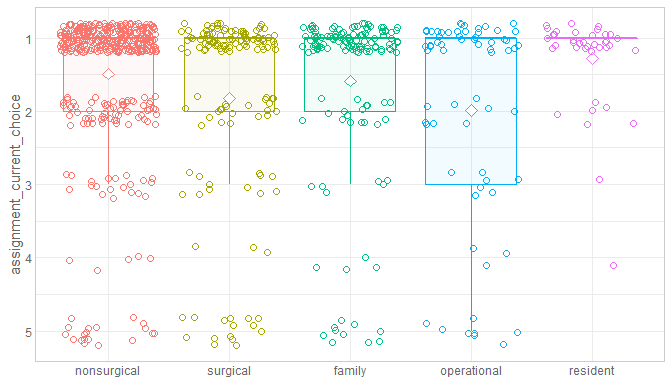 assignment_current_choice
1
2
3
4
5
nonsurgical surgical family operational resident